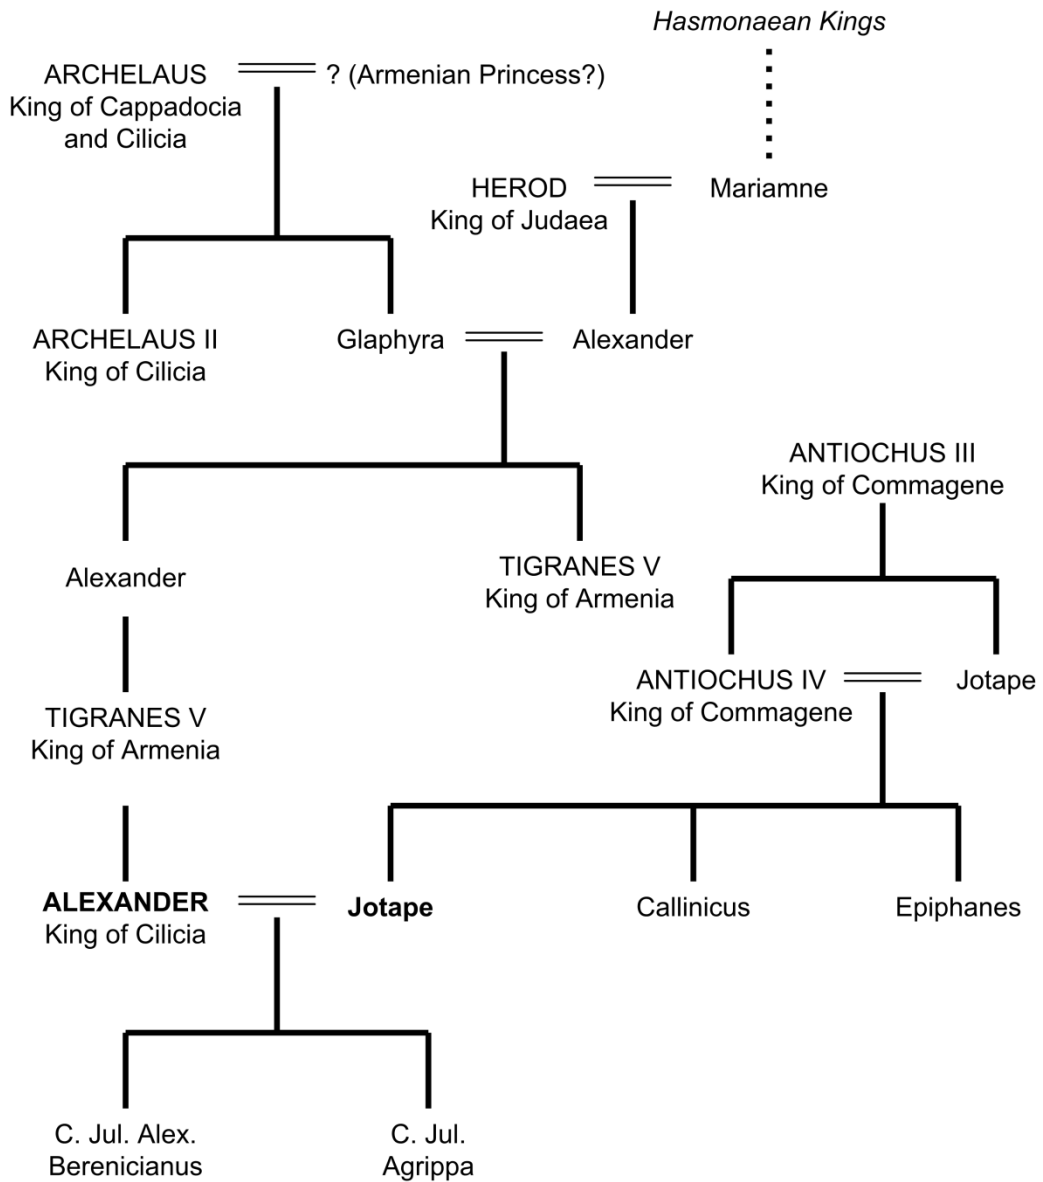 Hasmonaean Kings
ARCHELAUS
King of Cappadocia
and Cilicia
? (Armenian Princess?)
HEROD
King of Judaea
Mariamne
ARCHELAUS II
King of Cilicia
Glaphyra
Alexander
ANTIOCHUS III
King of Commagene
Alexander
TIGRANES V
King of Armenia
ANTIOCHUS IV
King of Commagene
Jotape
TIGRANES V
King of Armenia
ALEXANDER
King of Cilicia
Jotape
Callinicus
Epiphanes
C. Jul. Alex.
Berenicianus
C. Jul.
Agrippa